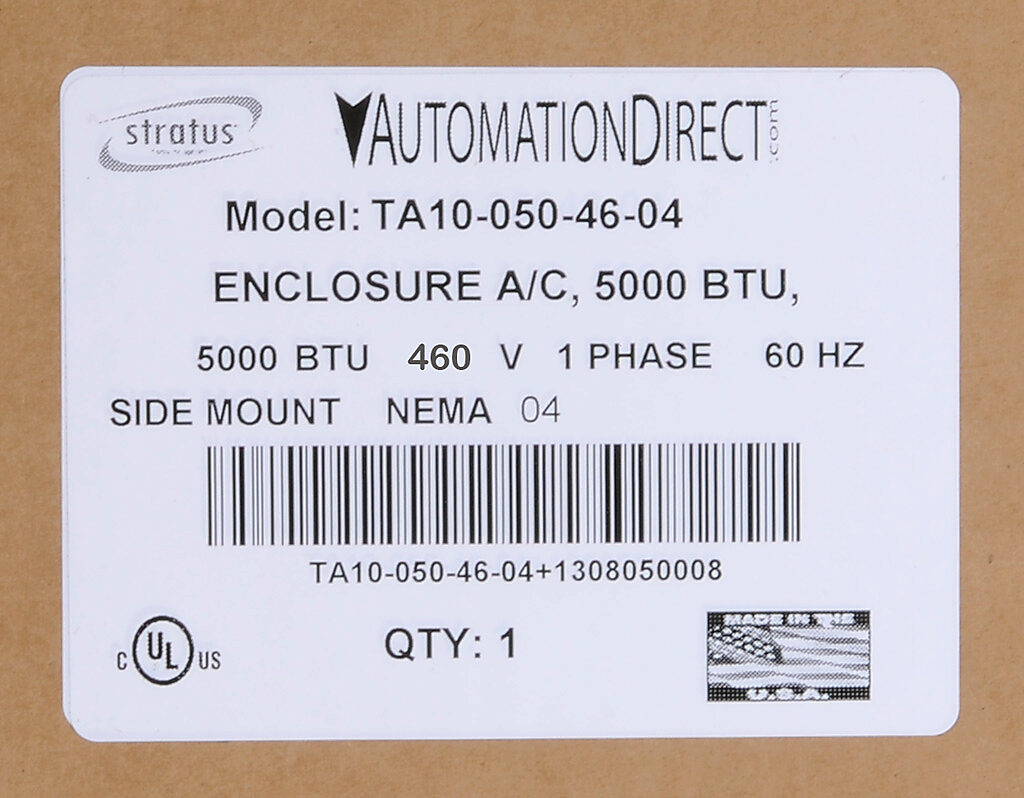 stratus
AUTOMATIONDIRECT.com
Model: TA10-050-46-04
ENCLOSURE A/C, 5000 BTU,
5000 BTU 460 V 1 PHASE 60 HZ
SIDE MOUNT NEMA 04
TA10-050-46-04+1308050008
C UL US
QTY: 1
MADE IN THE
U.S.A.